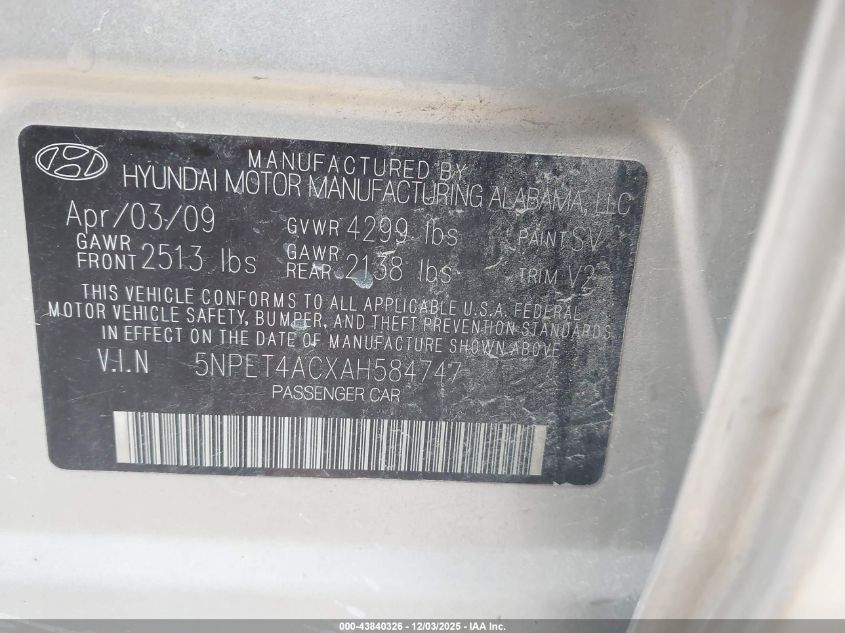 MANUFACTURED BY
HYUNDAI MOTOR MANUFACTURING ALABAMA, LLC
Apr/03/09 GVWR 4299 lbs PAINT SV
GAWR FRONT 2513 lbs GAWR REAR 2138 lbs TRIM V2
THIS VEHICLE CONFORMS TO ALL APPLICABLE U.S.A. FEDERAL
MOTOR VEHICLE SAFETY, BUMPER, AND THEFT PREVENTION STANDARDS
IN EFFECT ON THE DATE OF MANUFACTURE SHOWN ABOVE
V.I.N 5NPET4ACXAH584747
PASSENGER CAR
000-43840326 - 12/03/2025 - IAA Inc.